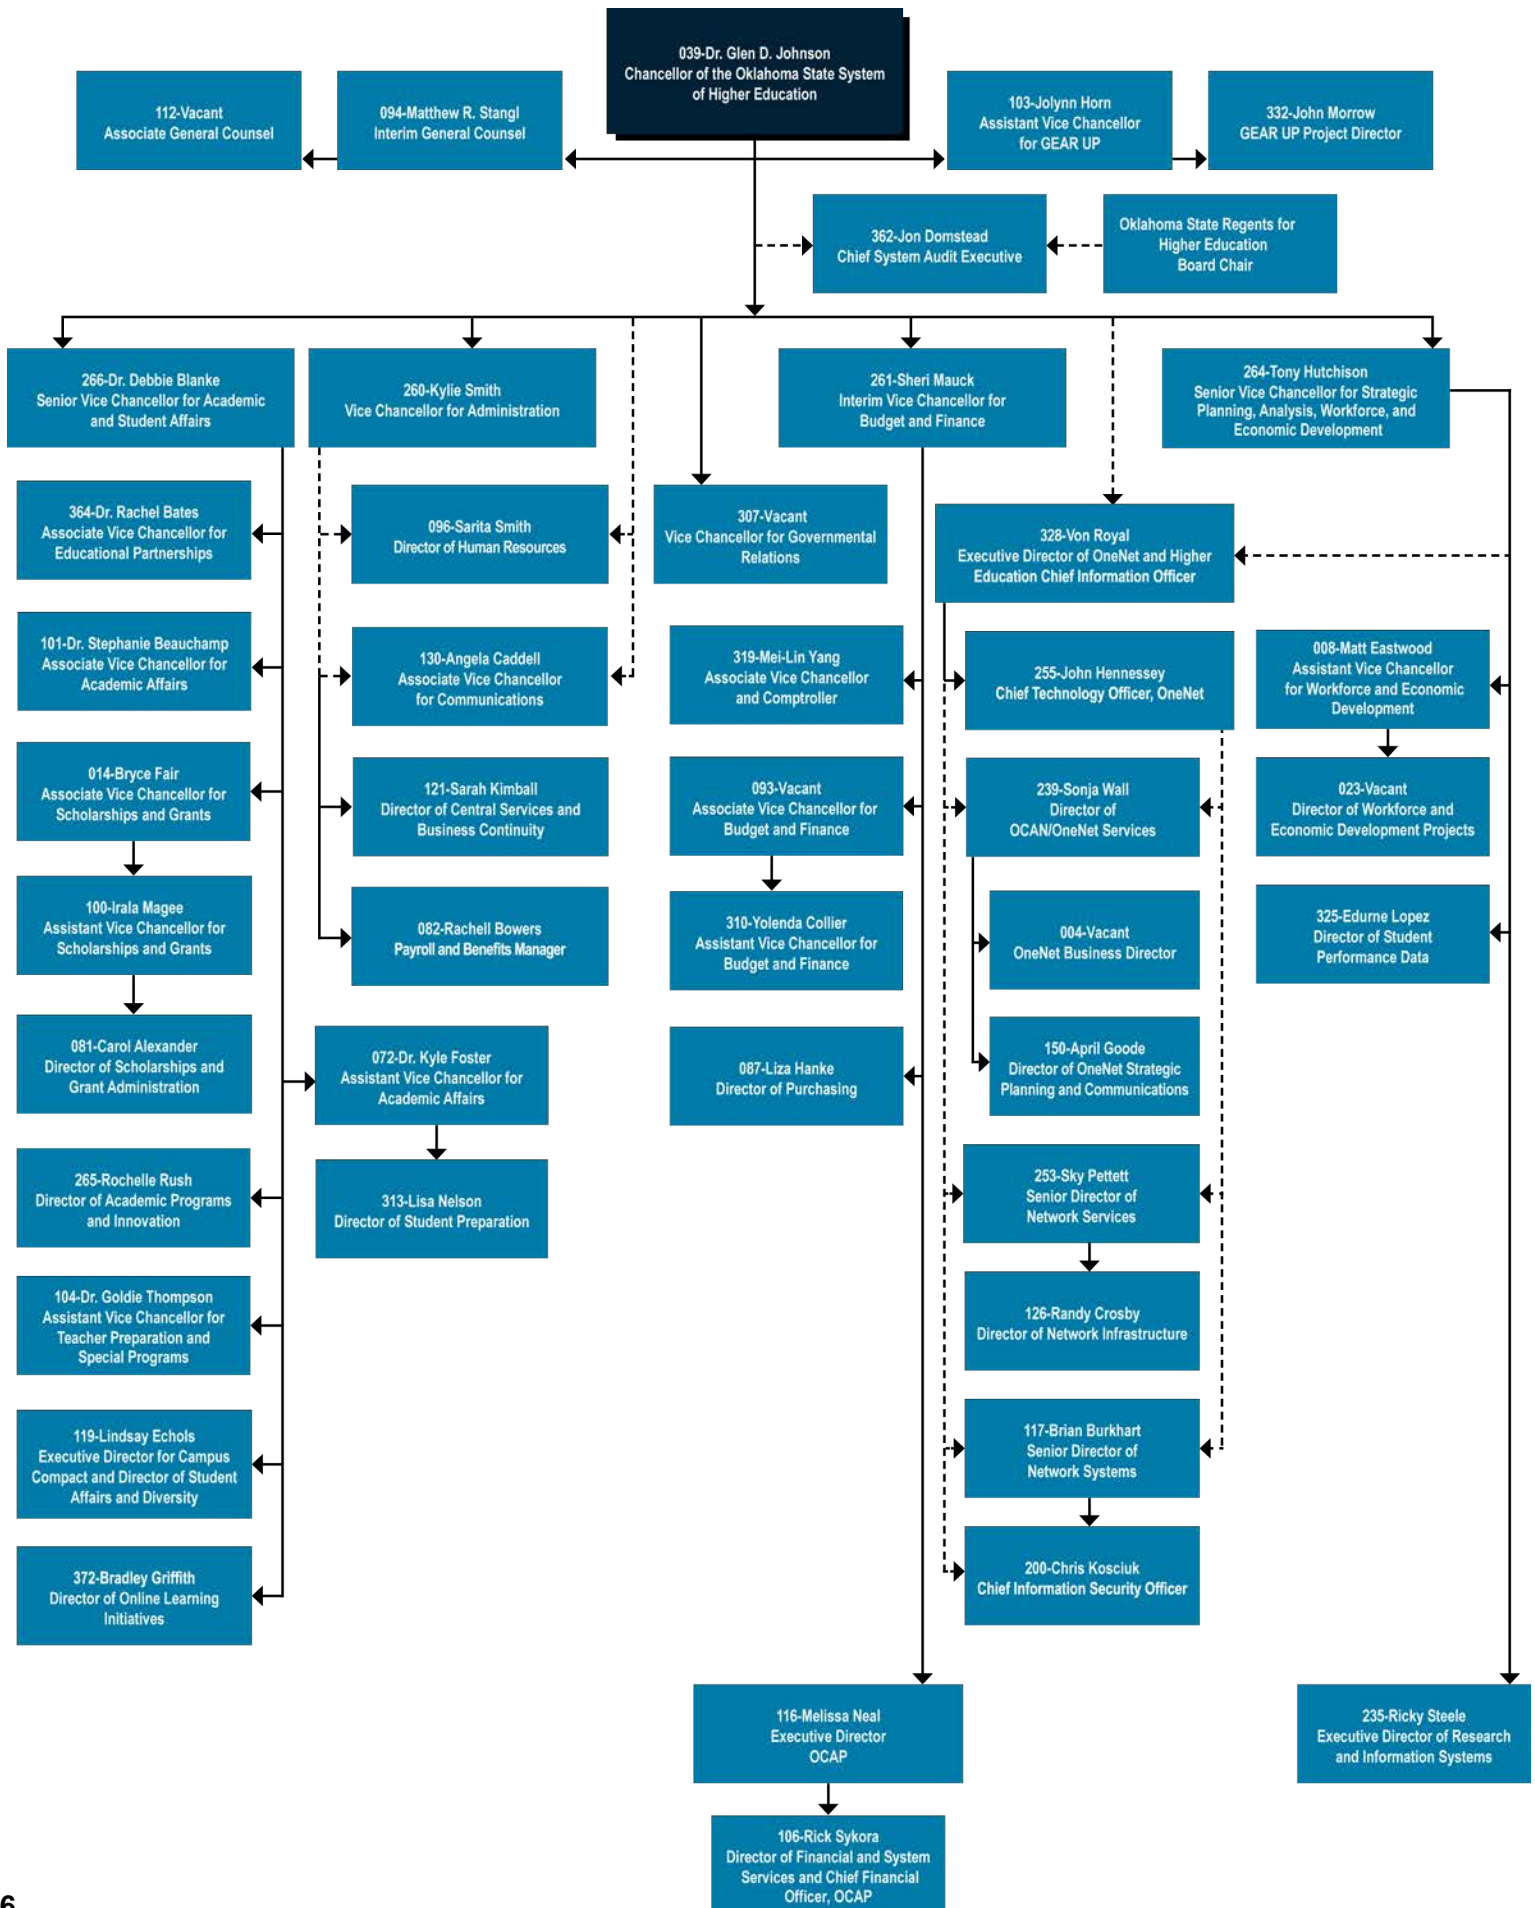 039-Dr. Glen D. Johnson
Chancellor of the Oklahoma State System
of Higher Education
112-Vacant
Associate General Counsel
094-Matthew R. Stangl
Interim General Counsel
103-Jolynn Horn
Assistant Vice Chancellor
for GEAR UP
332-John Morrow
GEAR UP Project Director
362-Jon Domstead
Chief System Audit Executive
Oklahoma State Regents for
Higher Education
Board Chair
266-Dr. Debbie Blanke
Senior Vice Chancellor for Academic
and Student Affairs
260-Kylie Smith
Vice Chancellor for Administration
261-Sheri Mauck
Interim Vice Chancellor for
Budget and Finance
264-Tony Hutchison
Senior Vice Chancellor for Strategic
Planning, Analysis, Workforce, and
Economic Development
364-Dr. Rachel Bates
Associate Vice Chancellor for
Educational Partnerships
096-Sarita Smith
Director of Human Resources
307-Vacant
Vice Chancellor for Governmental
Relations
328-Von Royal
Executive Director of OneNet and Higher
Education Chief Information Officer
101-Dr. Stephanie Beauchamp
Associate Vice Chancellor for
Academic Affairs
130-Angela Caddell
Associate Vice Chancellor
for Communications
319-Mei-Lin Yang
Associate Vice Chancellor
and Comptroller
255-John Hennessey
Chief Technology Officer, OneNet
008-Matt Eastwood
Assistant Vice Chancellor
for Workforce and Economic
Development
014-Bryce Fair
Associate Vice Chancellor for
Scholarships and Grants
121-Sarah Kimball
Director of Central Services and
Business Continuity
093-Vacant
Associate Vice Chancellor for
Budget and Finance
239-Sonja Wall
Director of
OCAN/OneNet Services
023-Vacant
Director of Workforce and
Economic Development Projects
100-Irala Magee
Assistant Vice Chancellor for
Scholarships and Grants
082-Rachell Bowers
Payroll and Benefits Manager
310-Yolenda Collier
Assistant Vice Chancellor for
Budget and Finance
004-Vacant
OneNet Business Director
325-Edurne Lopez
Director of Student
Performance Data
081-Carol Alexander
Director of Scholarships and
Grant Administration
072-Dr. Kyle Foster
Assistant Vice Chancellor for
Academic Affairs
087-Liza Hanke
Director of Purchasing
150-April Goode
Director of OneNet Strategic
Planning and Communications
265-Rochelle Rush
Director of Academic Programs
and Innovation
313-Lisa Nelson
Director of Student Preparation
253-Sky Pettett
Senior Director of
Network Services
104-Dr. Goldie Thompson
Assistant Vice Chancellor for
Teacher Preparation and
Special Programs
126-Randy Crosby
Director of Network Infrastructure
119-Lindsay Echols
Executive Director for Campus
Compact and Director of Student
Affairs and Diversity
117-Brian Burkhart
Senior Director of
Network Systems
372-Bradley Griffith
Director of Online Learning
Initiatives
200-Chris Kosciuk
Chief Information Security Officer
116-Melissa Neal
Executive Director
OCAP
235-Ricky Steele
Executive Director of Research
and Information Systems
106-Rick Sykora
Director of Financial and System
Services and Chief Financial
Officer, OCAP
6